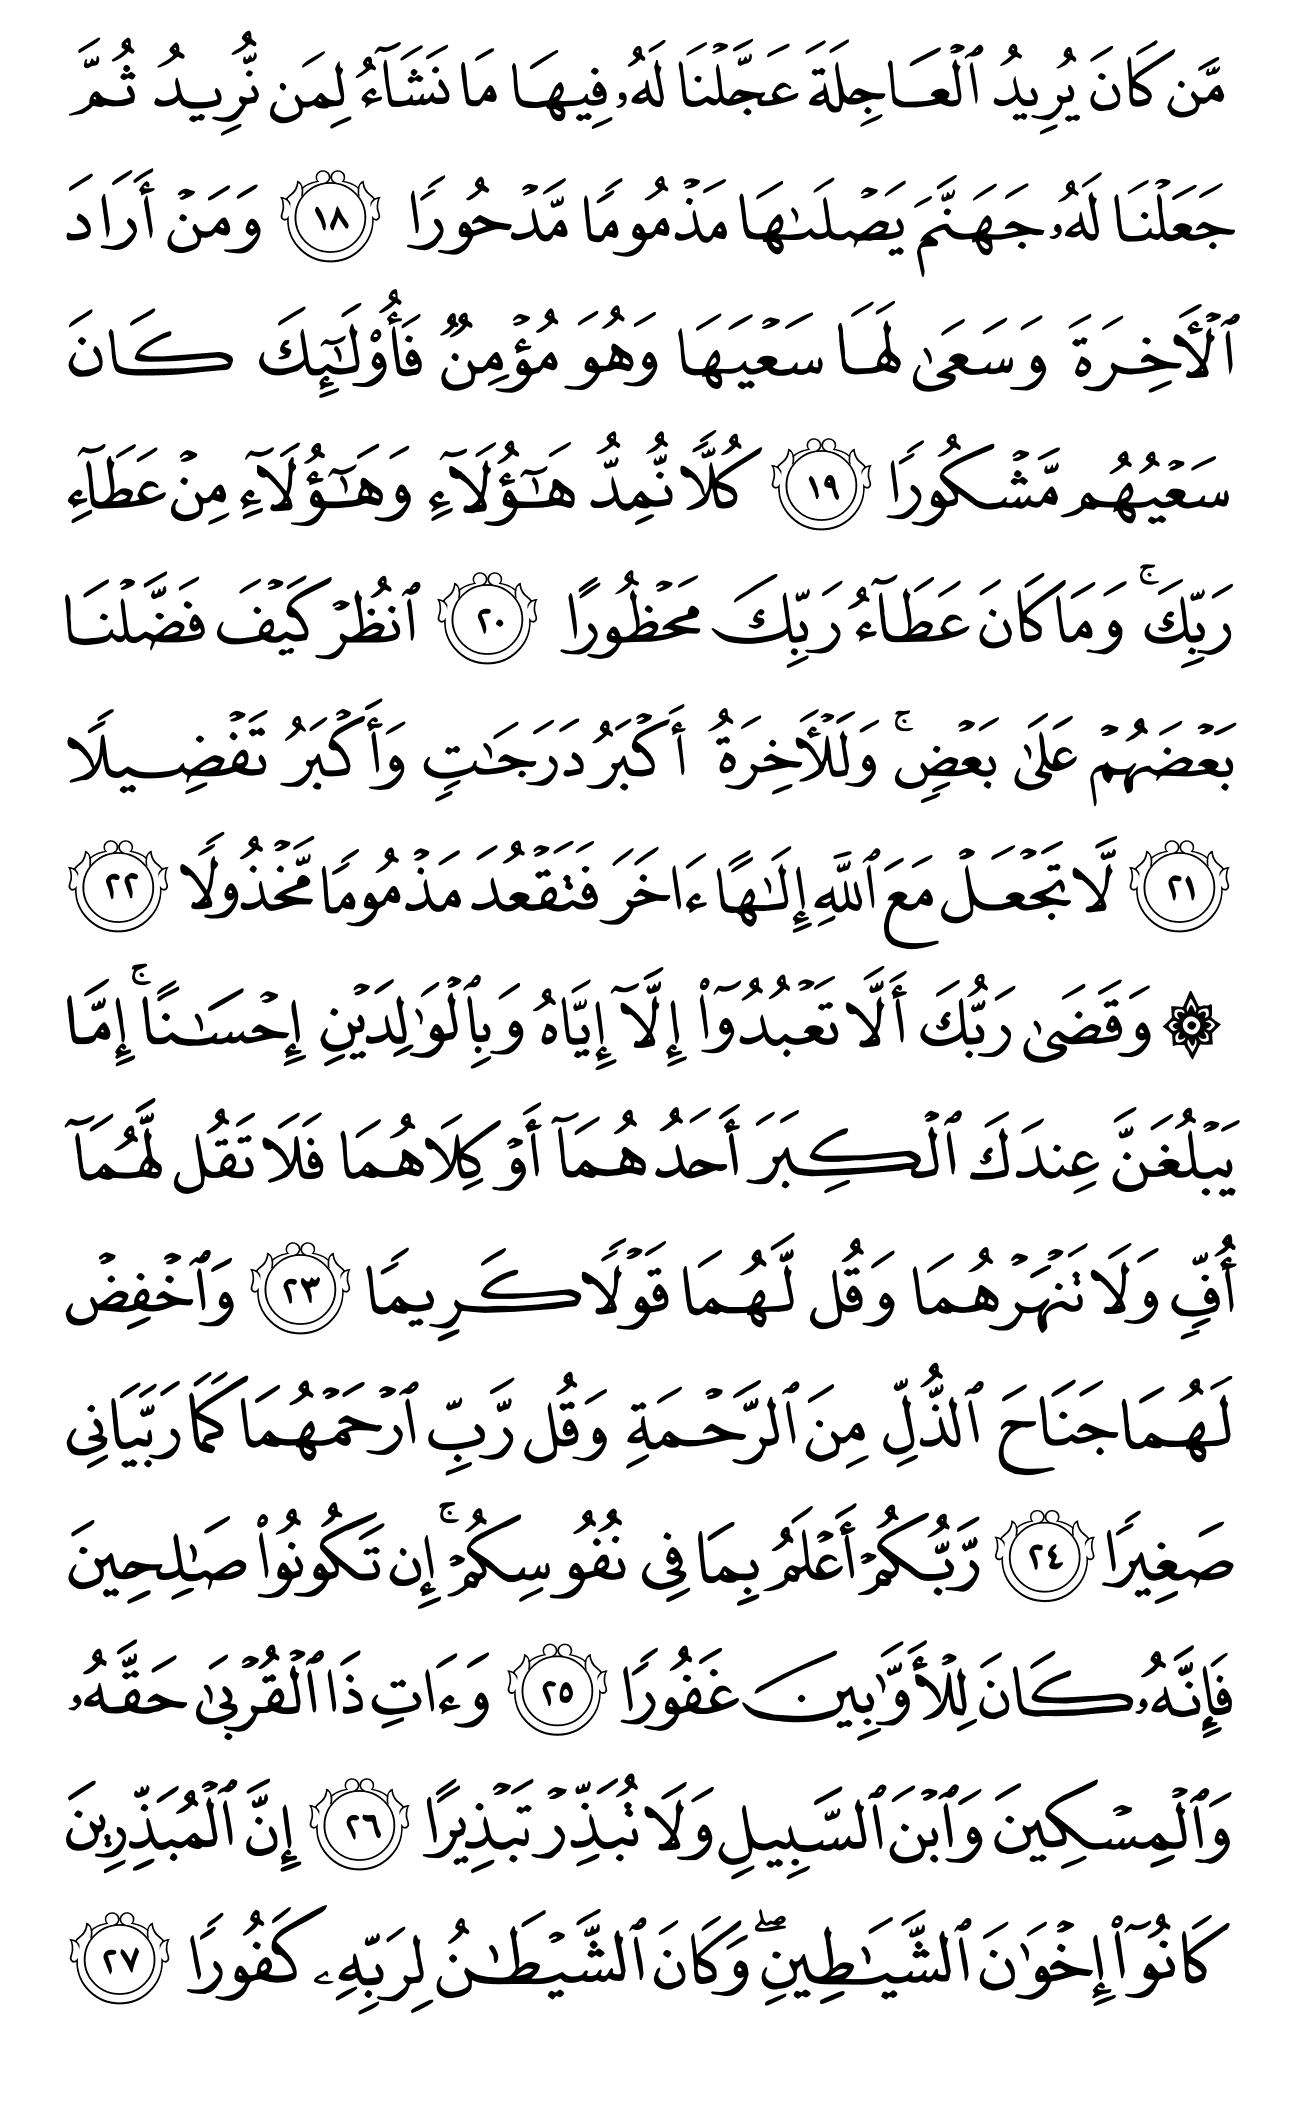 مَّن كَانَ يُرِيدُ ٱلْعَاجِلَةَ عَجَّلْنَا لَهُۥ فِيهَا مَا نَشَآءُ لِمَن نُّرِيدُ ثُمَّ
جَعَلْنَا لَهُۥ جَهَنَّمَ يَصْلَىٰهَا مَذْمُومًا مَّدْحُورًا ١٨ وَمَنْ أَرَادَ
ٱلْأَخِرَةَ وَسَعَىٰ لَهَا سَعْيَهَا وَهُوَ مُؤْمِنٌ فَأُوْلَٰٓئِكَ كَانَ
سَعْيُهُم مَّشْكُورًا ١٩ كُلًّا نُّمِدُّ هَٰٓؤُلَآءِ وَهَٰٓؤُلَآءِ مِنْ عَطَآءِ
رَبِّكَ ۚ وَمَا كَانَ عَطَآءُ رَبِّكَ مَحْظُورًا ٢٠ ٱنظُرْ كَيْفَ فَضَّلْنَا
بَعْضَهُمْ عَلَىٰ بَعْضٍ ۚ وَلَلْأَخِرَةُ أَكْبَرُ دَرَجَٰتٍ وَأَكْبَرُ تَفْضِيلًا
٢١ لَّا تَجْعَلْ مَعَ ٱللَّهِ إِلَٰهًا ءَاخَرَ فَتَقْعُدَ مَذْمُومًا مَّخْذُولًا ٢٢
۞ وَقَضَىٰ رَبُّكَ أَلَّا تَعْبُدُوٓا۟ إِلَّآ إِيَّاهُ وَبِٱلْوَٰلِدَيْنِ إِحْسَٰنًا ۚ إِمَّا
يَبْلُغَنَّ عِندَكَ ٱلْكِبَرَ أَحَدُهُمَآ أَوْ كِلَاهُمَا فَلَا تَقُل لَّهُمَآ
أُفٍّ وَلَا تَنْهَرْهُمَا وَقُل لَّهُمَا قَوْلًا كَرِيمًا ٢٣ وَٱخْفِضْ
لَهُمَا جَنَاحَ ٱلذُّلِّ مِنَ ٱلرَّحْمَةِ وَقُل رَّبِّ ٱرْحَمْهُمَا كَمَا رَبَّيَانِى
صَغِيرًا ٢٤ رَّبُّكُمْ أَعْلَمُ بِمَا فِى نُفُوسِكُمْ ۚ إِن تَكُونُوا۟ صَٰلِحِينَ
فَإِنَّهُۥ كَانَ لِلْأَوَّٰبِينَ غَفُورًا ٢٥ وَءَاتِ ذَا ٱلْقُرْبَىٰ حَقَّهُۥ
وَٱلْمِسْكِينَ وَٱبْنَ ٱلسَّبِيلِ وَلَا تُبَذِّرْ تَبْذِيرًا ٢٦ إِنَّ ٱلْمُبَذِّرِينَ
كَانُوٓا۟ إِخْوَٰنَ ٱلشَّيَٰطِينِ ۖ وَكَانَ ٱلشَّيْطَٰنُ لِرَبِّهِۦ كَفُورًا ٢٧